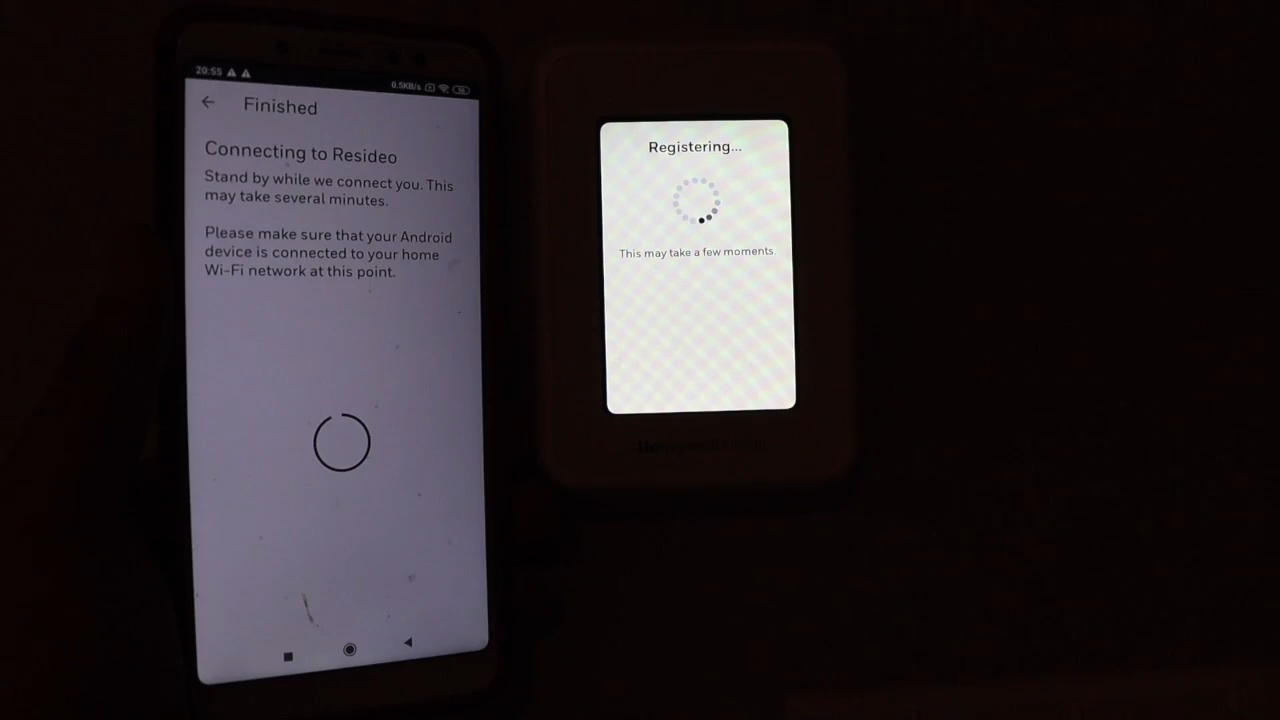 20:55
0.5KB/s
Finished
Connecting to Resideo
Stand by while we connect you. This
may take several minutes.
Please make sure that your Android
device is connected to your home
Wi-Fi network at this point.
Registering...
This may take a few moments.
Honeywell Home